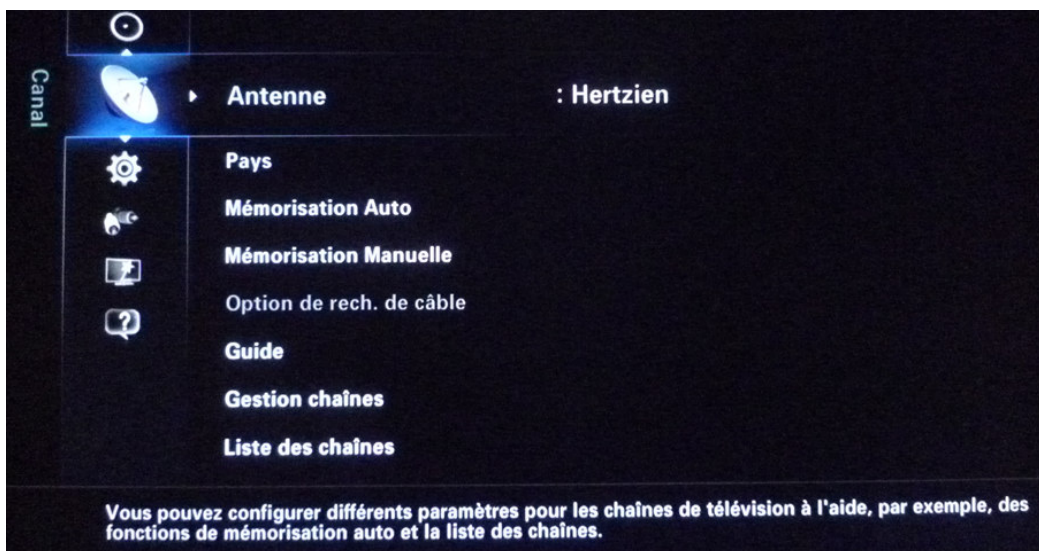 Canal
Antenne : Hertzien
Pays
Mémorisation Auto
Mémorisation Manuelle
Option de rech. de câble
Guide
Gestion chaînes
Liste des chaînes
Vous pouvez configurer différents paramètres pour les chaînes de télévision à l'aide, par exemple, des
fonctions de mémorisation auto et la liste des chaînes.